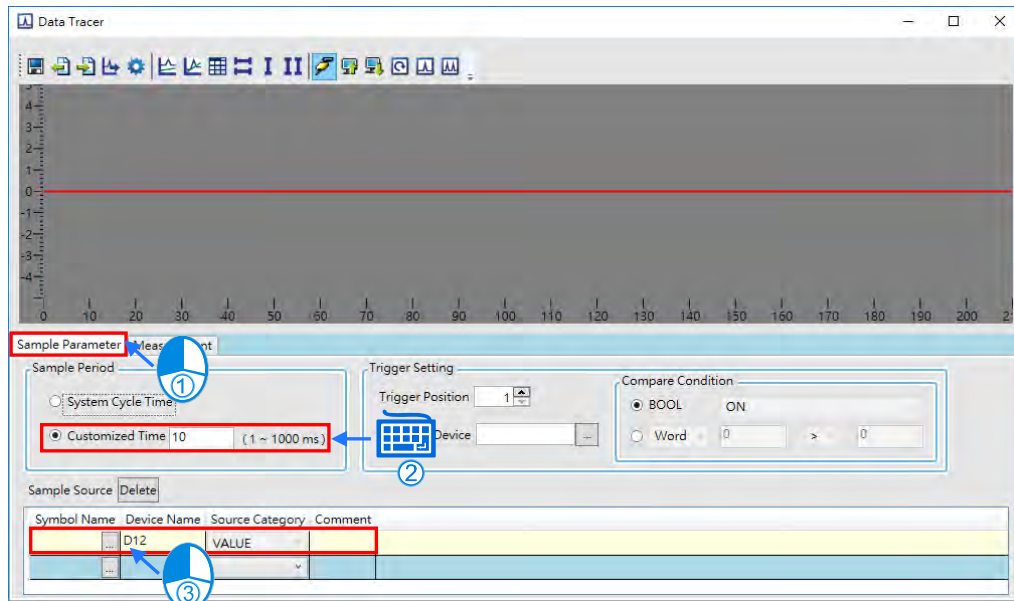 Data Tracer
4
3
2
1
0
-1
-2
-3
-4
0 10 20 30 40 50 60 70 80 90 100 110 120 130 140 150 160 170 180 190 200
Sample Parameter
Sample Period
System Cycle Time
Customized Time 10 (1 ~ 1000 ms)
Trigger Setting
Trigger Position 1
Device ...
Compare Condition
BOOL ON
Word 0 > 0
①
②
Sample Source Delete
Symbol Name Device Name Source Category Comment
... D12 VALUE
...
③